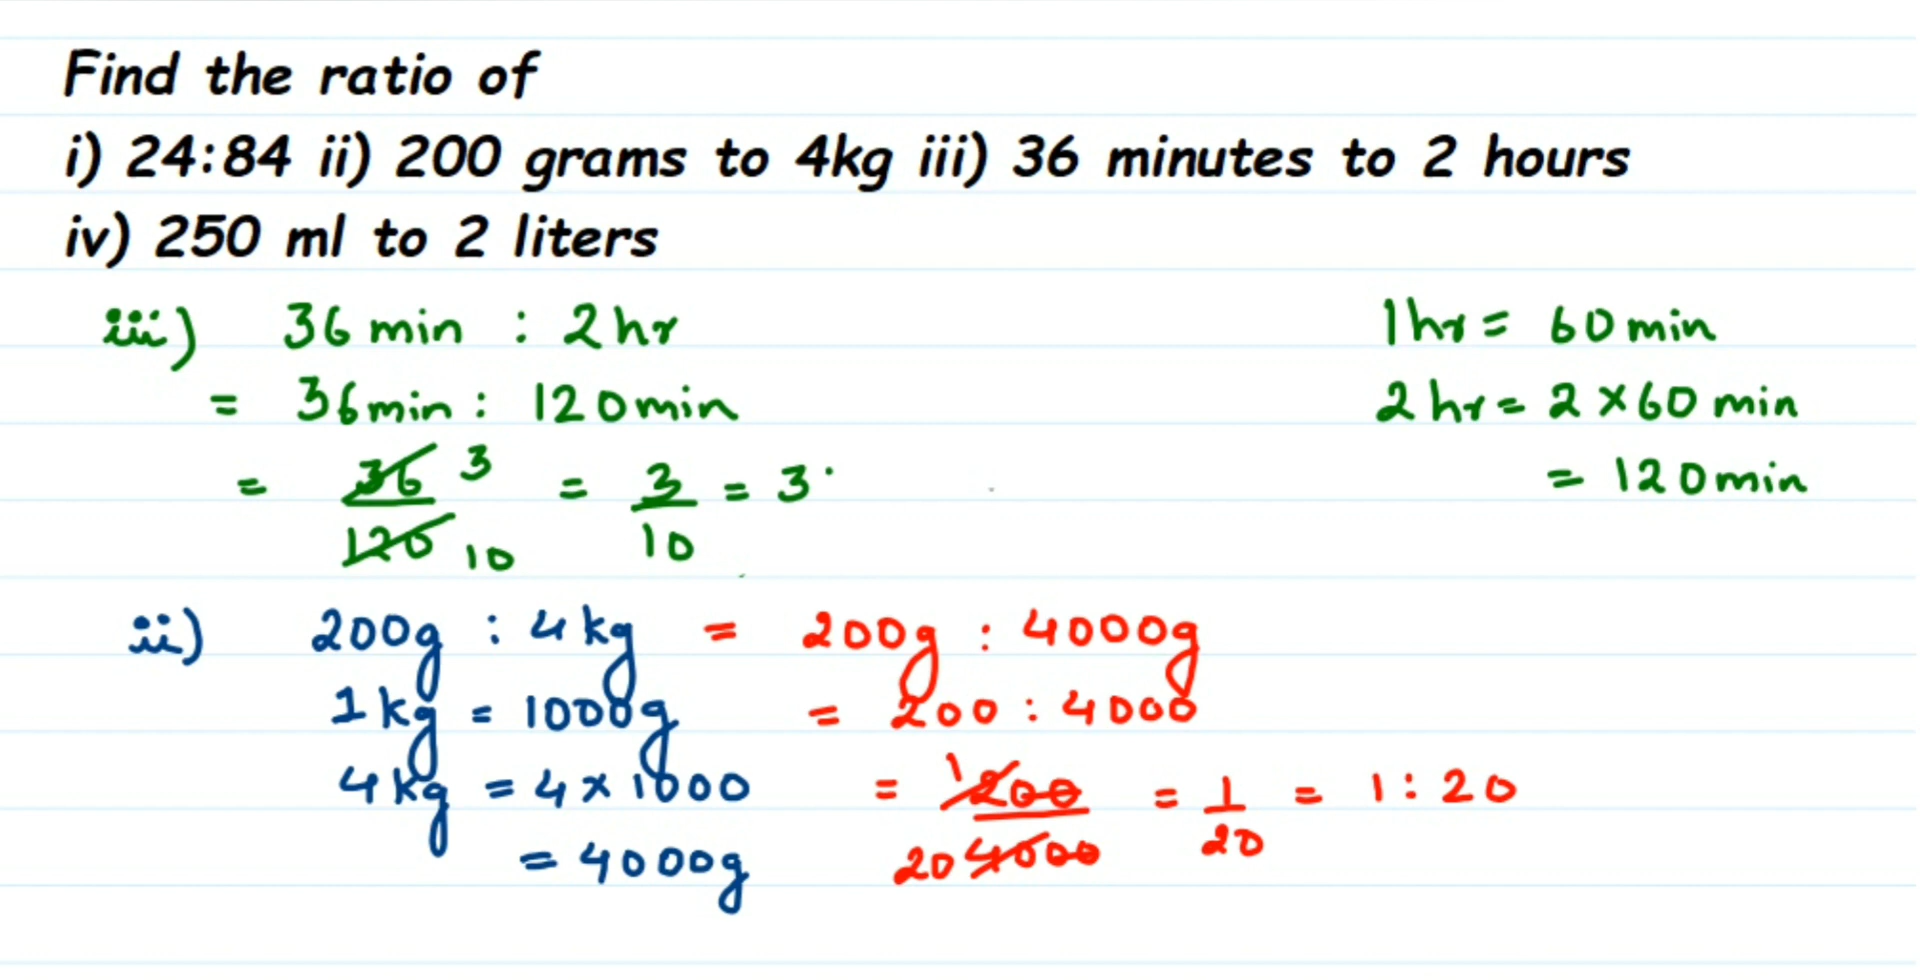 Find the ratio of
i) 24:84 ii) 200 grams to 4kg iii) 36 minutes to 2 hours
iv) 250 ml to 2 liters
iii) 36 min : 2hr
= 36min : 120min
= 36 3 / 120 10 = 3/10 = 3·
1hr = 60min
2hr = 2 × 60 min
= 120min
ii) 200g : 4kg = 200g : 4000g
1kg = 1000g = 200 : 4000
4kg = 4 × 1000 = 1 200 / 20 4000 = 1/20 = 1:20
= 4000g